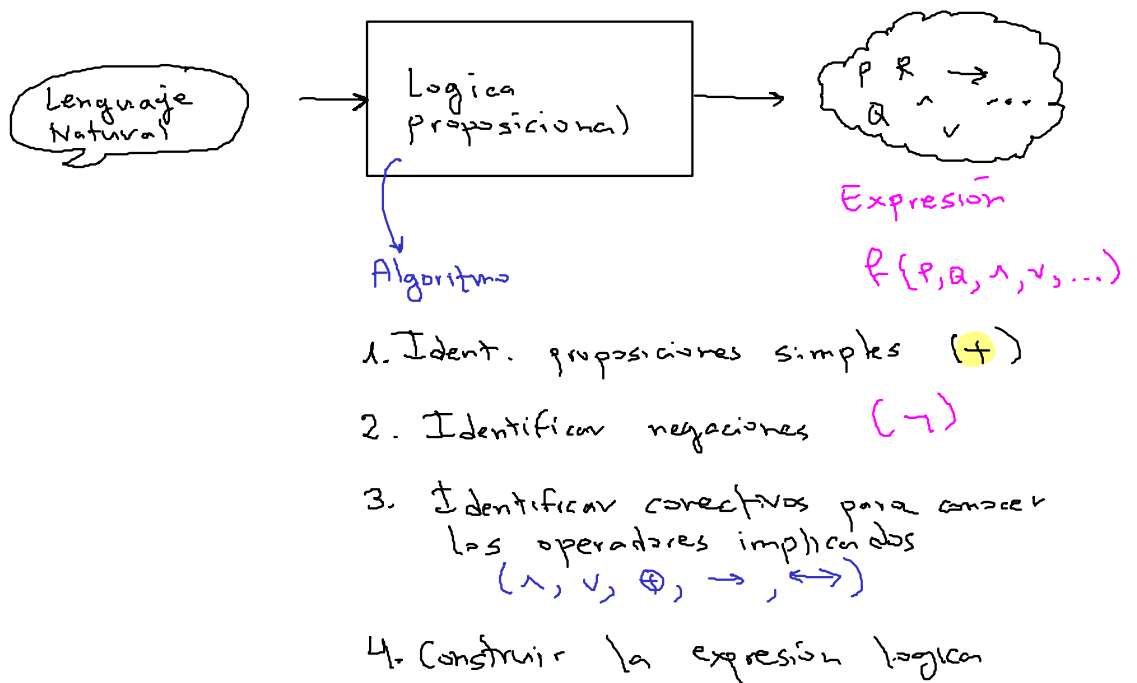 Lenguaje
Natural
Logica
proposicional
P R →
Q ∧ ...
∨
Expresión
f(P, Q, ∧, ∨, ...)
Algoritmo
1. Ident. proposiciones simples (+)
2. Identificar negaciones (¬)
3. Identificar conectivos para conocer
los operadores implicados
(∧, ∨, ⊕, →, ↔)
4. Construir la expresión logica